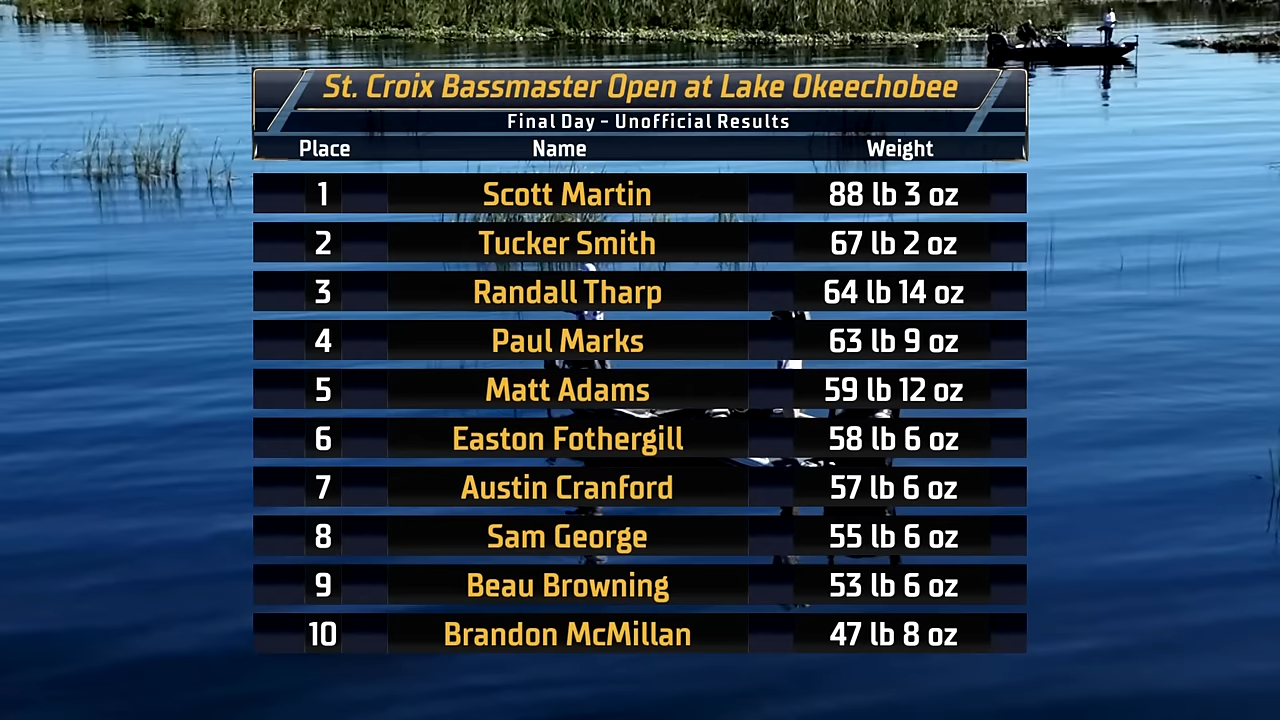 St. Croix Bassmaster Open at Lake Okeechobee
Final Day - Unofficial Results
Place Name Weight
1 Scott Martin 88 lb 3 oz
2 Tucker Smith 67 lb 2 oz
3 Randall Tharp 64 lb 14 oz
4 Paul Marks 63 lb 9 oz
5 Matt Adams 59 lb 12 oz
6 Easton Fothergill 58 lb 6 oz
7 Austin Cranford 57 lb 6 oz
8 Sam George 55 lb 6 oz
9 Beau Browning 53 lb 6 oz
10 Brandon McMillan 47 lb 8 oz